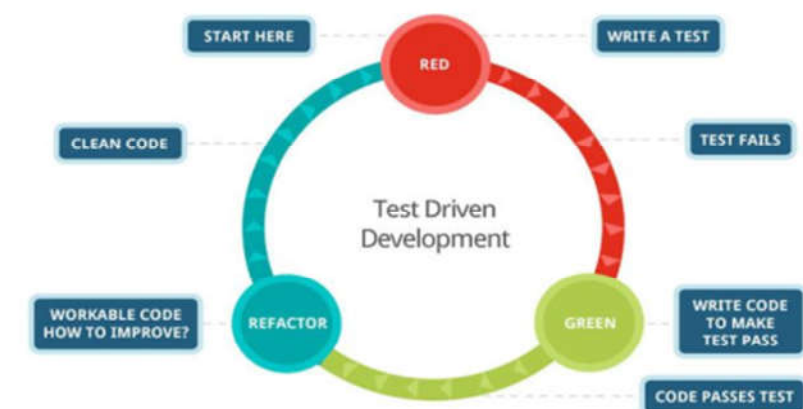 START HERE
RED
WRITE A TEST
CLEAN CODE
TEST FAILS
Test Driven
Development
WORKABLE CODE
HOW TO IMPROVE?
REFACTOR
GREEN
WRITE CODE
TO MAKE
TEST PASS
CODE PASSES TEST